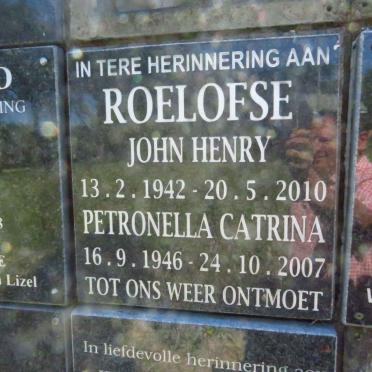 IN TERE HERINNERING AAN
ROELOFSE
JOHN HENRY
13.2.1942 - 20.5.2010
PETRONELLA CATRINA
16.9.1946 - 24.10.2007
TOT ONS WEER ONTMOET
In liefdevolle herinnering aan
Lizel